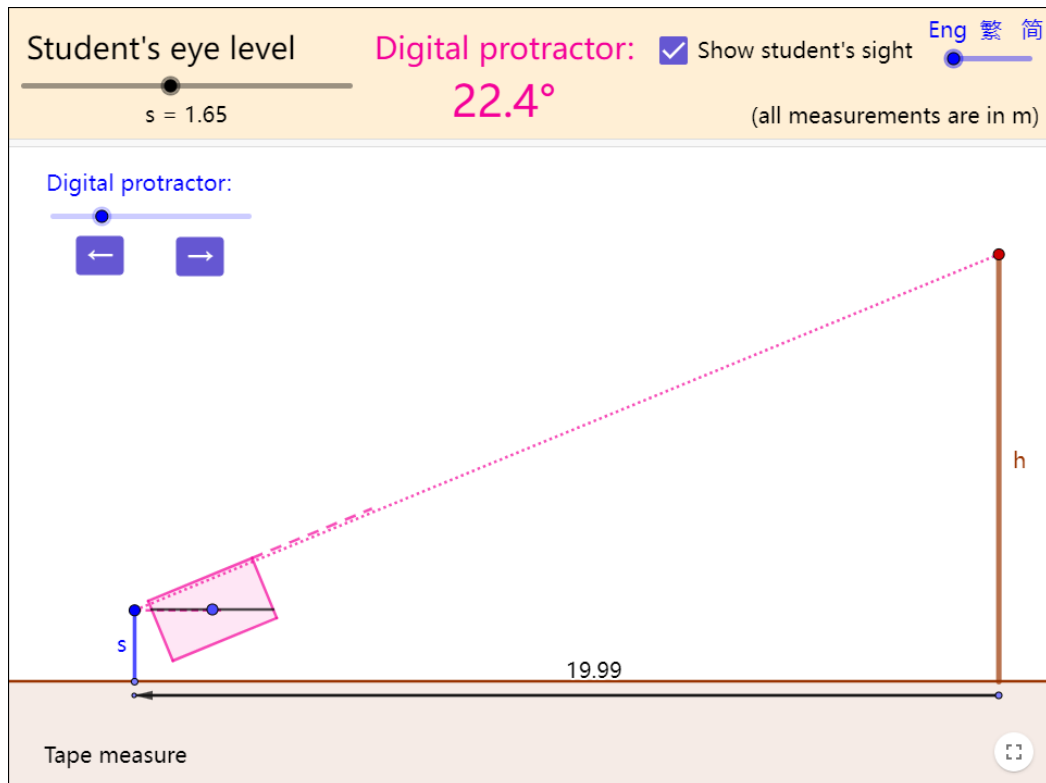 Student's eye level
s = 1.65
Digital protractor:
22.4°
Show student's sight
Eng 繁 简
(all measurements are in m)
Digital protractor:
←
→
h
s
19.99
Tape measure